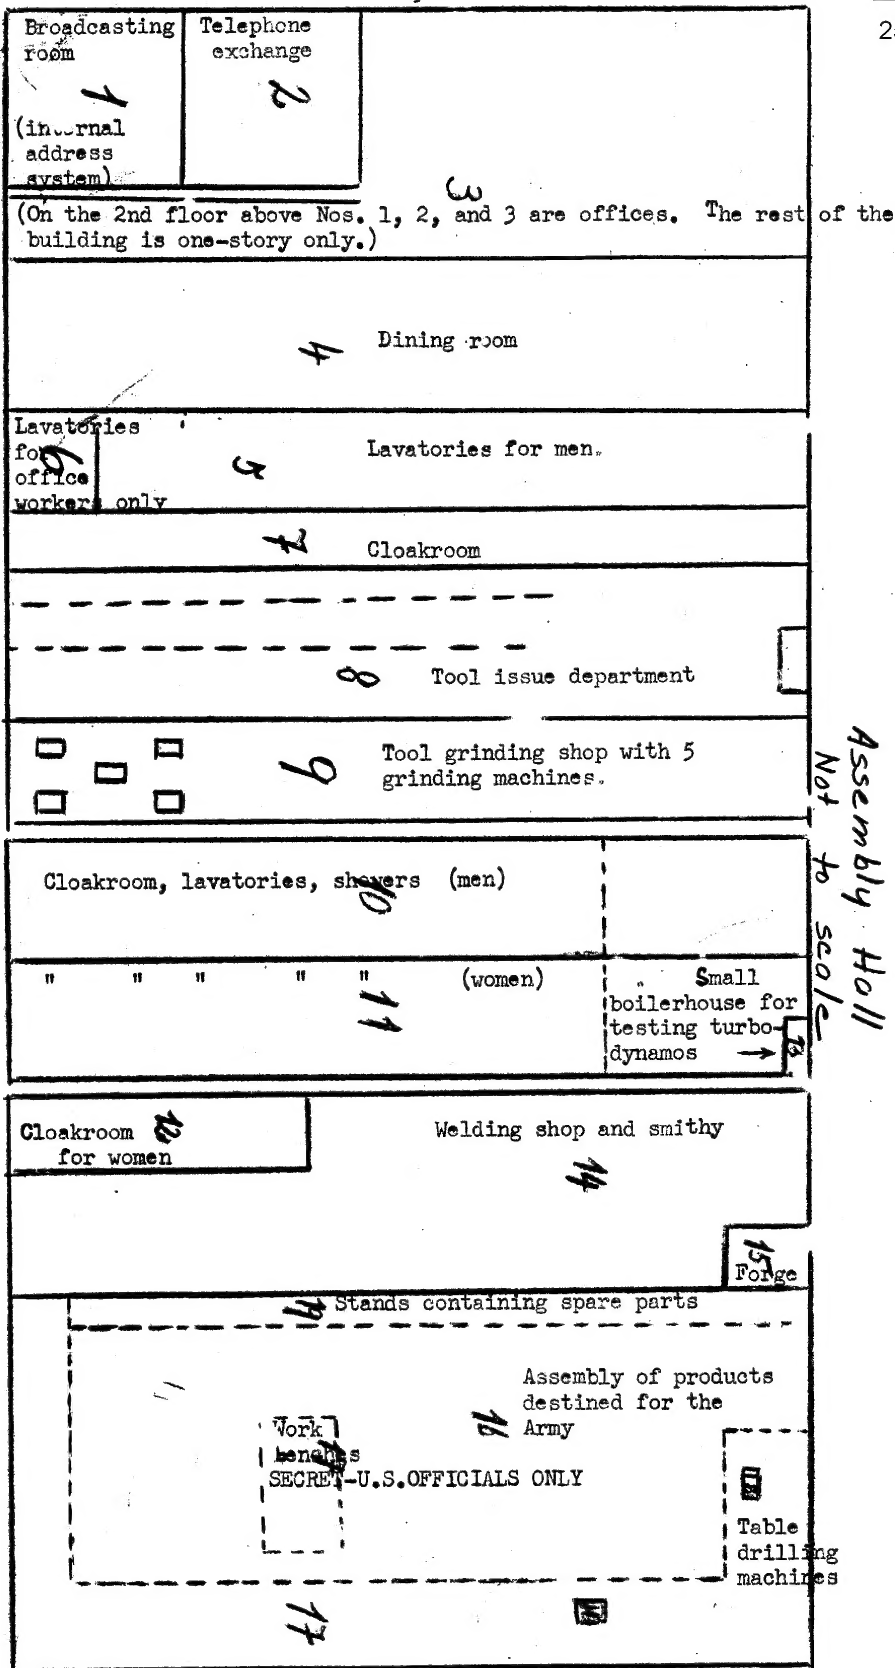 2
Broadcasting
room
1
(in..rnal
address
system)
Telephone
exchange
2
3
(On the 2nd floor above Nos. 1, 2, and 3 are offices. The rest of the
building is one-story only.)
4
Dining room
Lavatories
for
office
workers only
6
5
Lavatories for men.
7
Cloakroom
8
Tool issue department
9
Tool grinding shop with 5
grinding machines.
Assembly Hall
Not to scale
Cloakroom, lavatories, showers (men)
10
" " " " " (women)
11
Small
boilerhouse for
testing turbo-
dynamos →
13
Cloakroom
for women
12
Welding shop and smithy
14
15
Forge
Stands containing spare parts
Assembly of products
destined for the
Army
16
Work
benches
SECRET-U.S.OFFICIALS ONLY
Table
drilling
machines
17